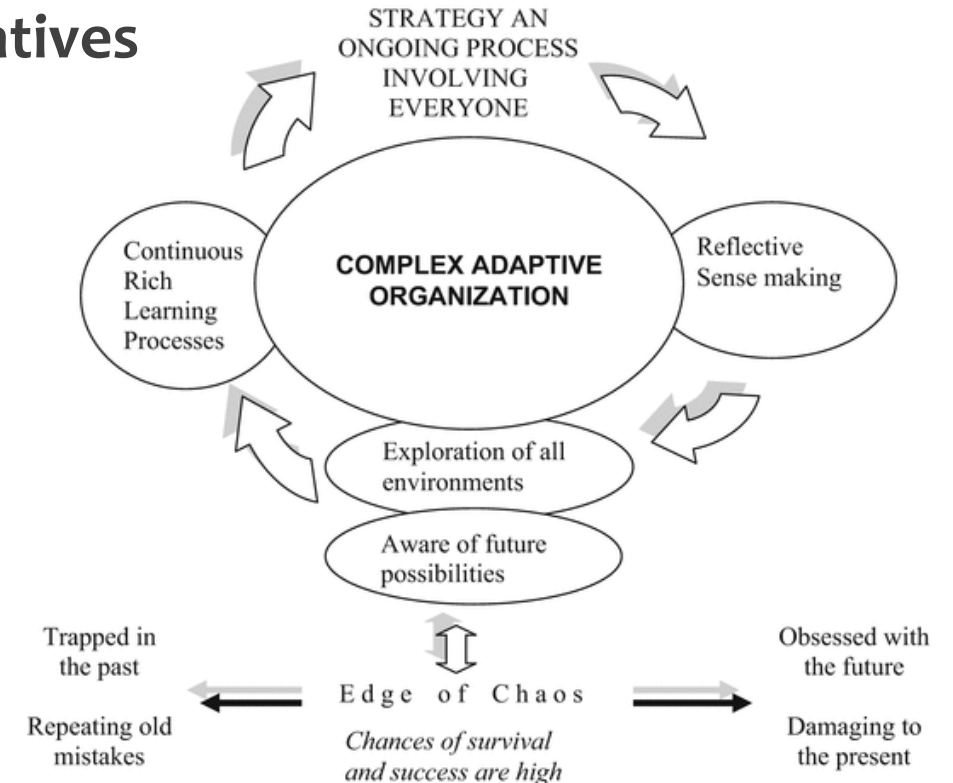 atives
STRATEGY AN
ONGOING PROCESS
INVOLVING
EVERYONE
Continuous
Rich
Learning
Processes
COMPLEX ADAPTIVE
ORGANIZATION
Reflective
Sense making
Exploration of all
environments
Aware of future
possibilities
Trapped in
the past
Repeating old
mistakes
Edge of Chaos
Chances of survival
and success are high
Obsessed with
the future
Damaging to
the present